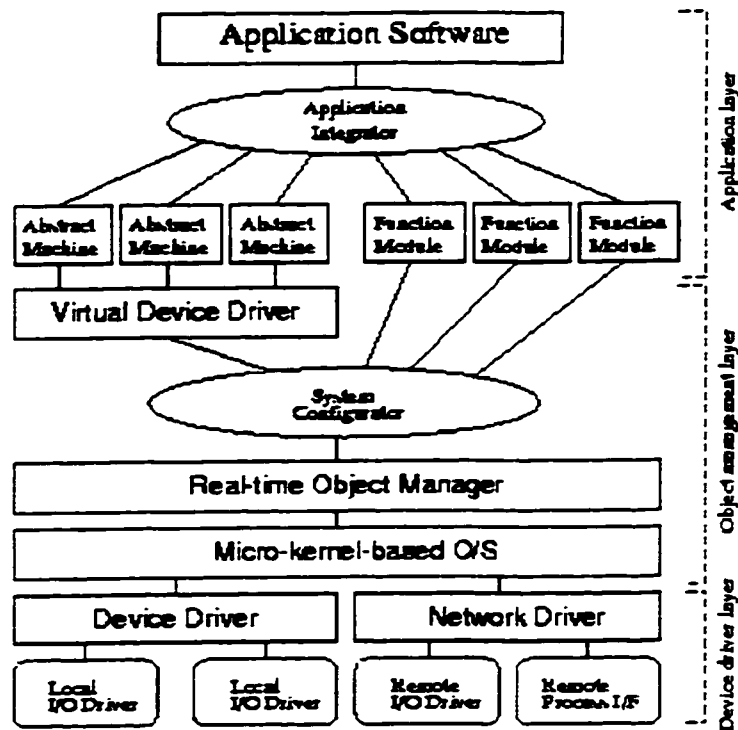 Application Software
Application
Integrator
Abstract
Machine
Abstract
Machine
Abstract
Machine
Function
Module
Function
Module
Function
Module
Virtual Device Driver
System
Configurator
Real-time Object Manager
Micro-kernel-based O/S
Device Driver
Network Driver
Local
I/O Driver
Local
I/O Driver
Remote
I/O Driver
Remote
Process I/F
Application layer
Object management layer
Device driver layer